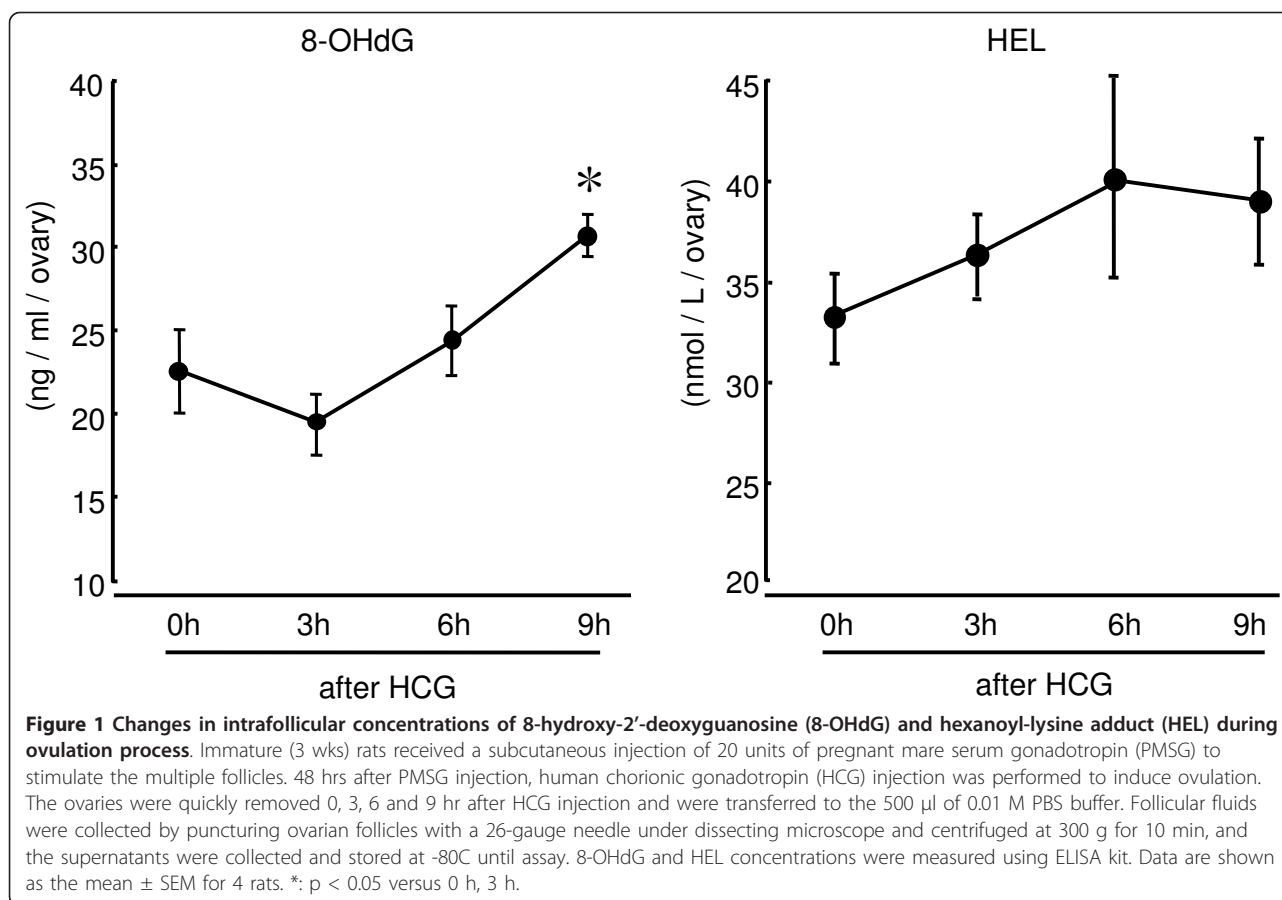 8-OHdG
HEL
40
35
30
25
20
15
10
(ng / ml / ovary)
*
0h 3h 6h 9h
after HCG
45
40
35
30
25
20
(nmol / L / ovary)
0h 3h 6h 9h
after HCG
Figure 1 Changes in intrafollicular concentrations of 8-hydroxy-2′-deoxyguanosine (8-OHdG) and hexanoyl-lysine adduct (HEL) during
ovulation process. Immature (3 wks) rats received a subcutaneous injection of 20 units of pregnant mare serum gonadotropin (PMSG) to
stimulate the multiple follicles. 48 hrs after PMSG injection, human chorionic gonadotropin (HCG) injection was performed to induce ovulation.
The ovaries were quickly removed 0, 3, 6 and 9 hr after HCG injection and were transferred to the 500 μl of 0.01 M PBS buffer. Follicular fluids
were collected by puncturing ovarian follicles with a 26-gauge needle under dissecting microscope and centrifuged at 300 g for 10 min, and
the supernatants were collected and stored at -80C until assay. 8-OHdG and HEL concentrations were measured using ELISA kit. Data are shown
as the mean ± SEM for 4 rats. *: p < 0.05 versus 0 h, 3 h.